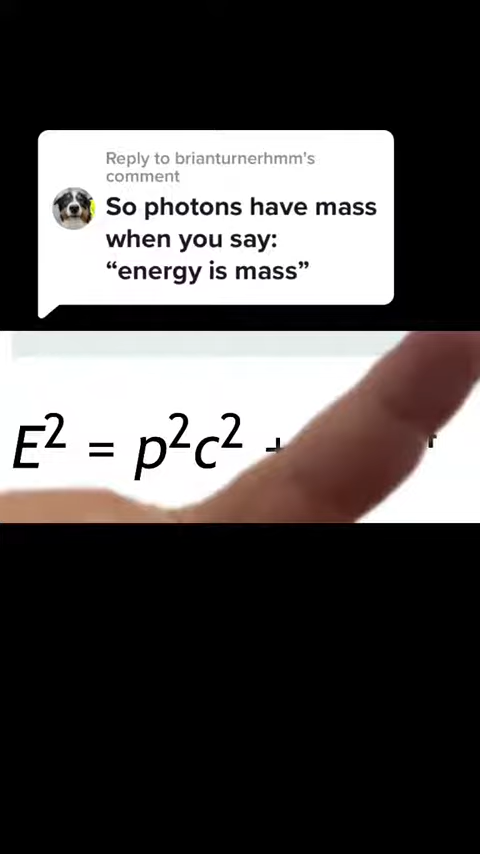 Reply to brianturnerhmm's
comment
So photons have mass
when you say:
“energy is mass”
E² = p²c² +